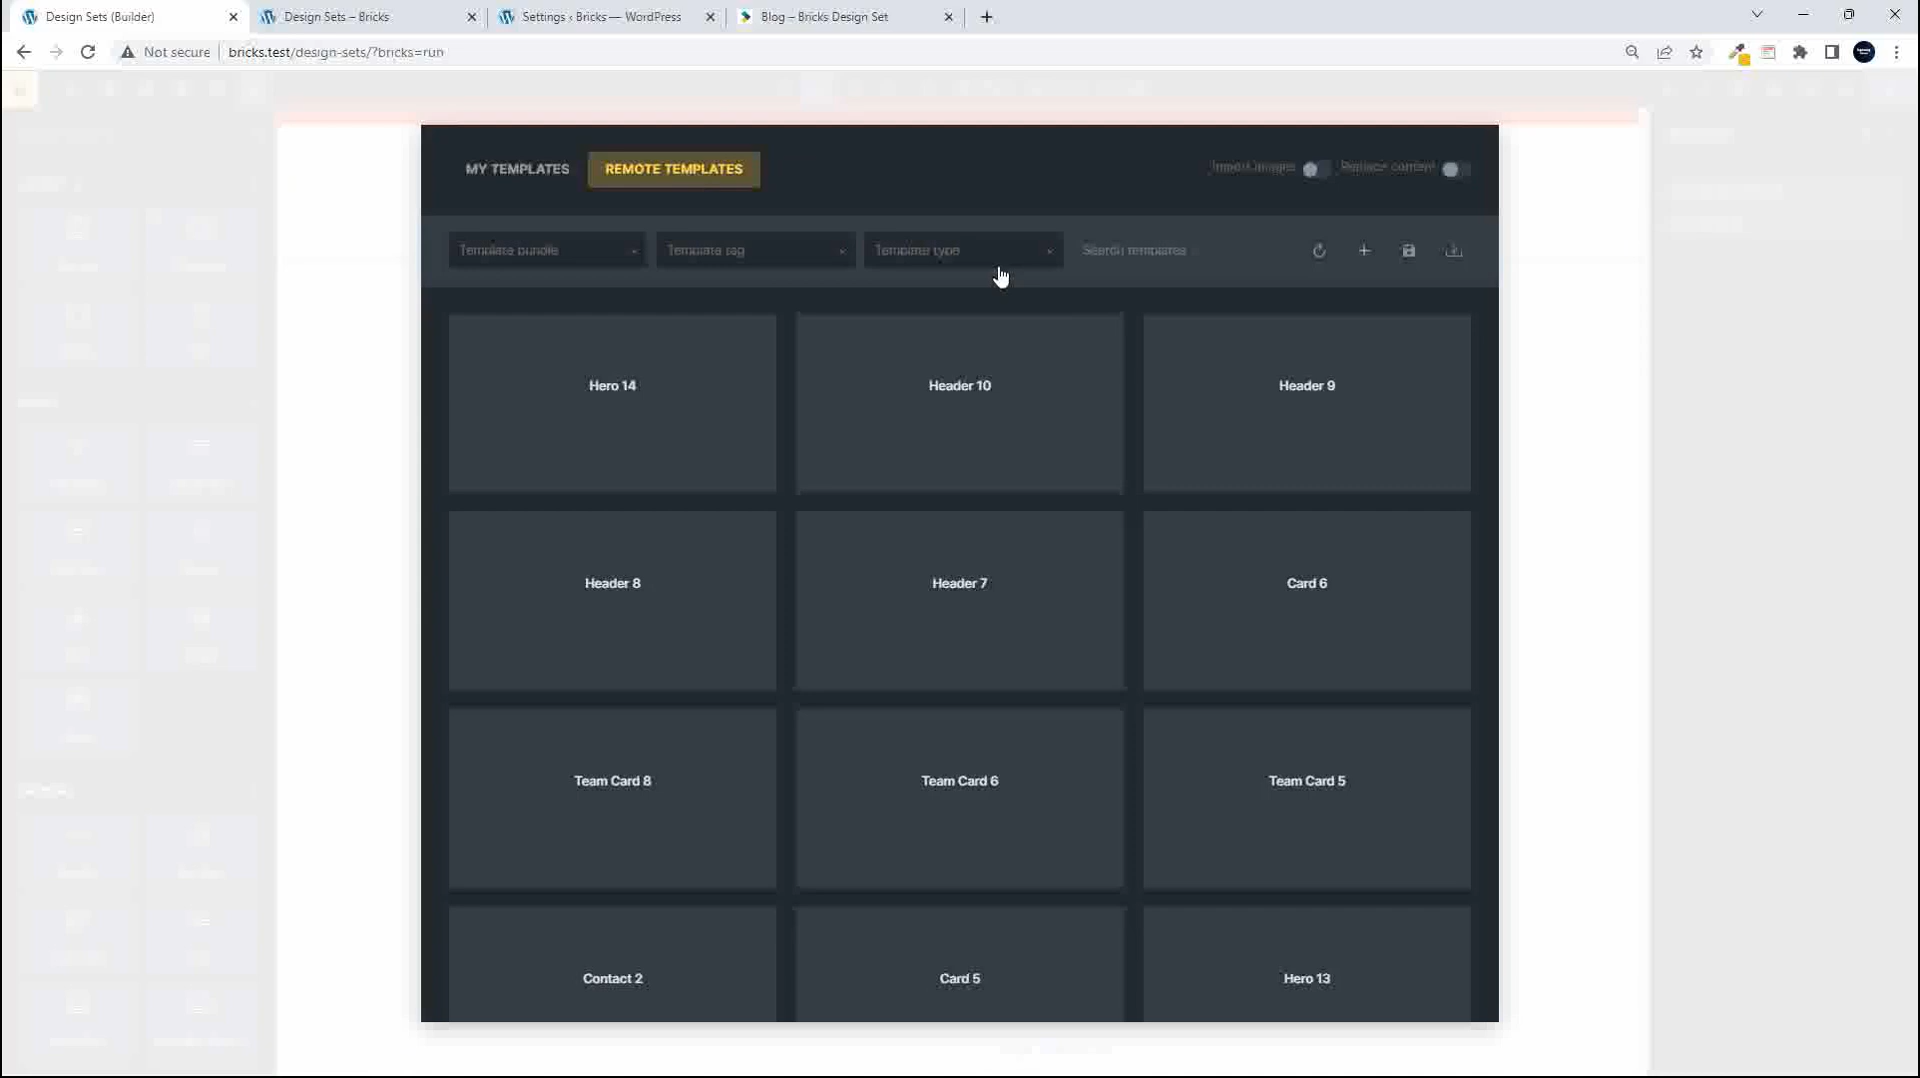 Design Sets (Builder)
Design Sets – Bricks
Settings ‹ Bricks — WordPress
Blog – Bricks Design Set
Not secure
bricks.test/design-sets/?bricks=run
MY TEMPLATES
REMOTE TEMPLATES
Import images
Replace content
Template bundle
Template tag
Template type
Search templates
Hero 14
Header 10
Header 9
Header 8
Header 7
Card 6
Team Card 8
Team Card 6
Team Card 5
Contact 2
Card 5
Hero 13